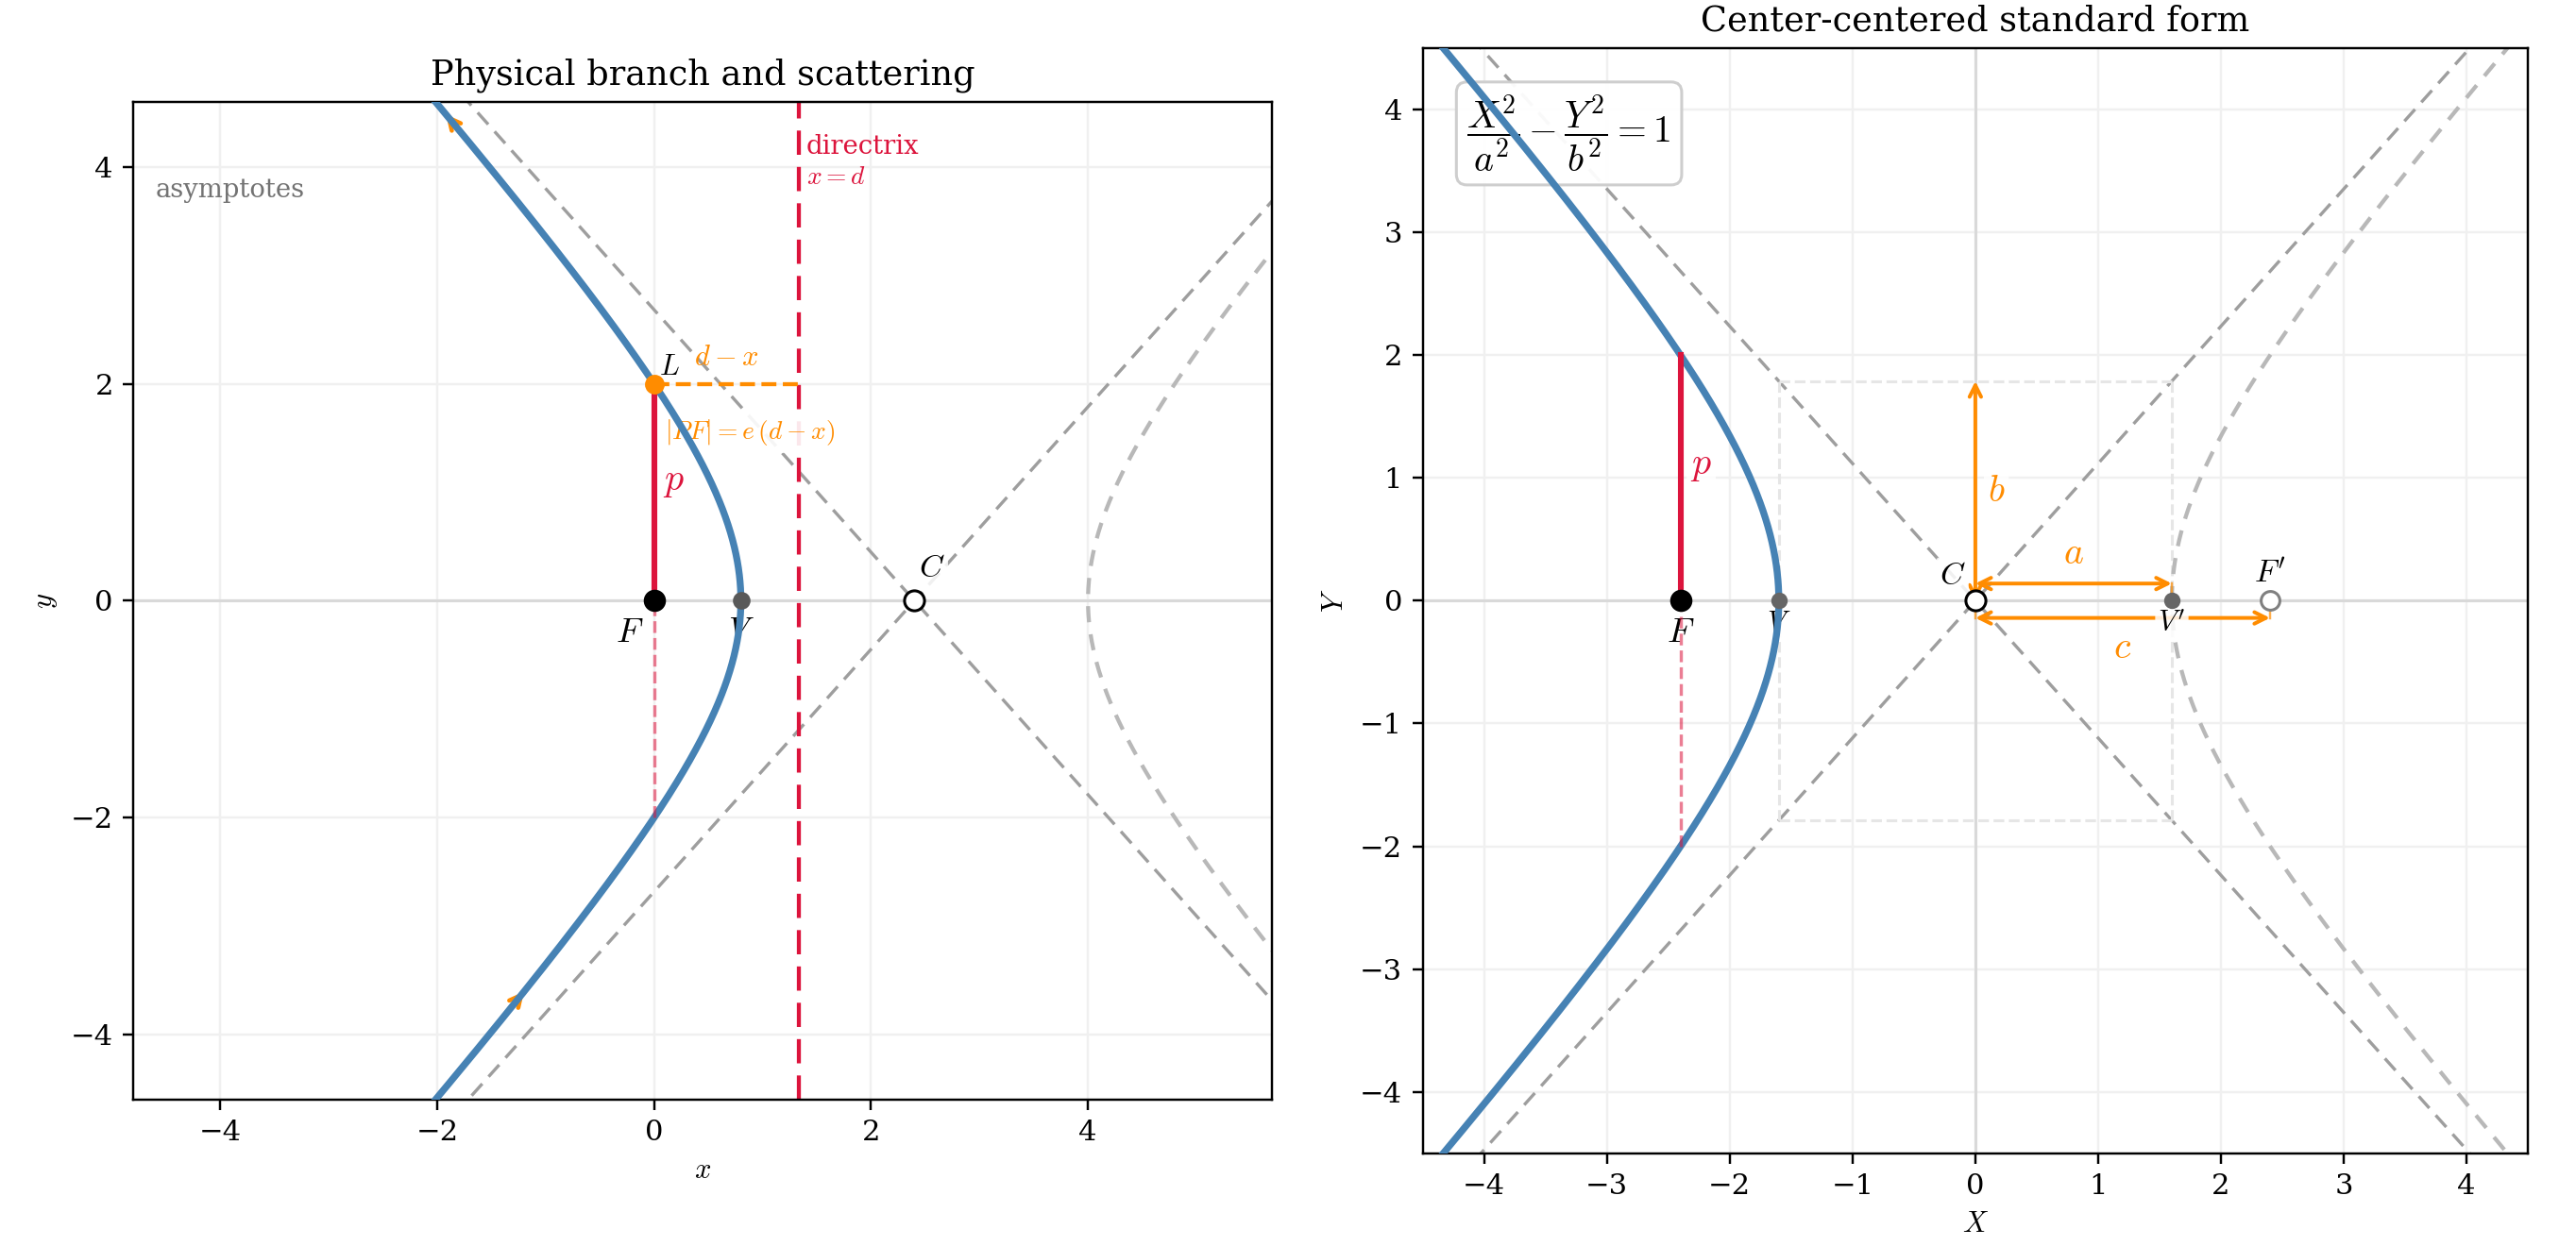 Physical branch and scattering
directrix
x = d
asymptotes
L
d − x
|PF| = e (d − x)
p
F
V
C
4
2
0
−2
−4
y
−4
−2
0
2
4
x
Center-centered standard form
X²/a² − Y²/b² = 1
p
b
a
c
C
F
V
V′
F′
4
3
2
1
0
−1
−2
−3
−4
Y
−4
−3
−2
−1
0
1
2
3
4
X